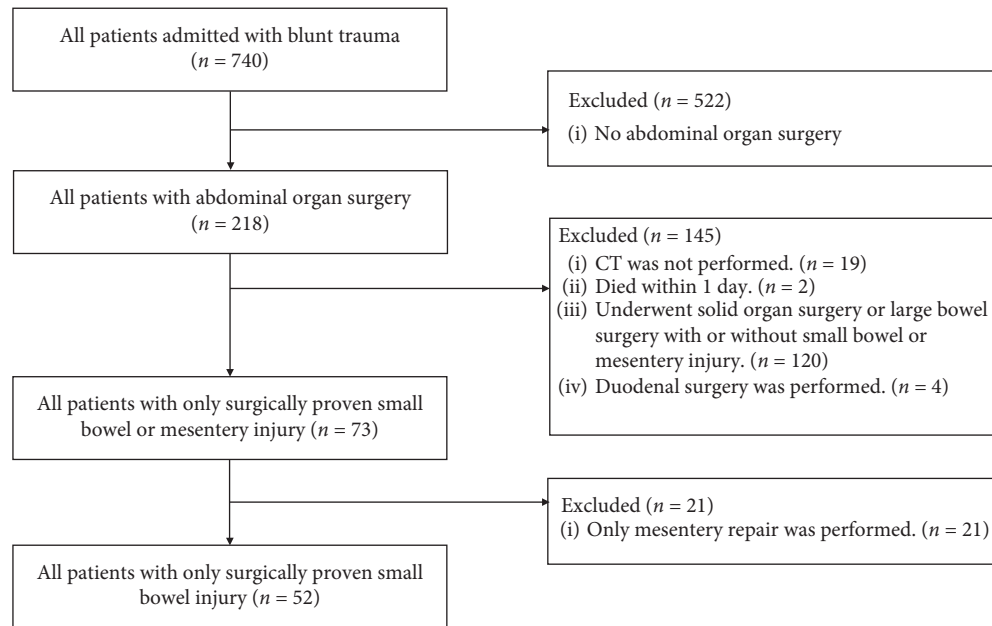 All patients admitted with blunt trauma
(n = 740)
Excluded (n = 522)
(i) No abdominal organ surgery
All patients with abdominal organ surgery
(n = 218)
Excluded (n = 145)
(i) CT was not performed. (n = 19)
(ii) Died within 1 day. (n = 2)
(iii) Underwent solid organ surgery or large bowel
surgery with or without small bowel or
mesentery injury. (n = 120)
(iv) Duodenal surgery was performed. (n = 4)
All patients with only surgically proven small
bowel or mesentery injury (n = 73)
Excluded (n = 21)
(i) Only mesentery repair was performed. (n = 21)
All patients with only surgically proven small
bowel injury (n = 52)